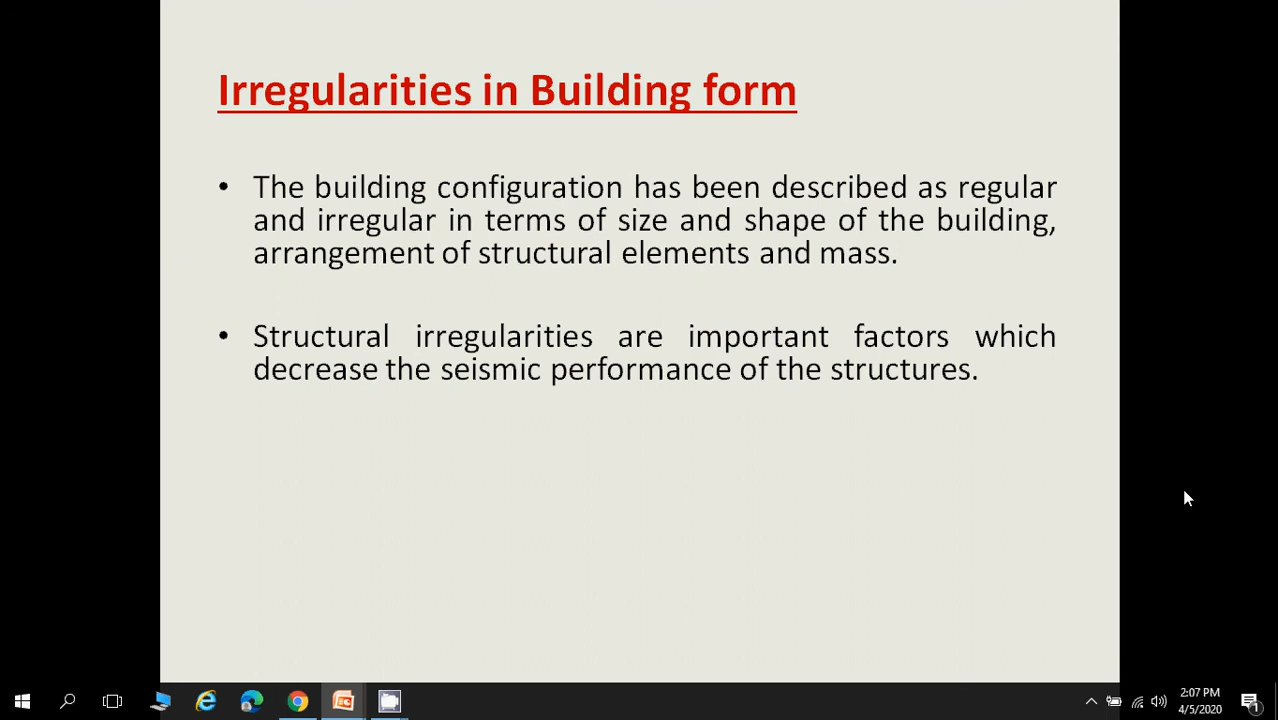 Irregularities in Building form
• The building configuration has been described as regular
and irregular in terms of size and shape of the building,
arrangement of structural elements and mass.
• Structural irregularities are important factors which
decrease the seismic performance of the structures.
2:07 PM
4/5/2020
1